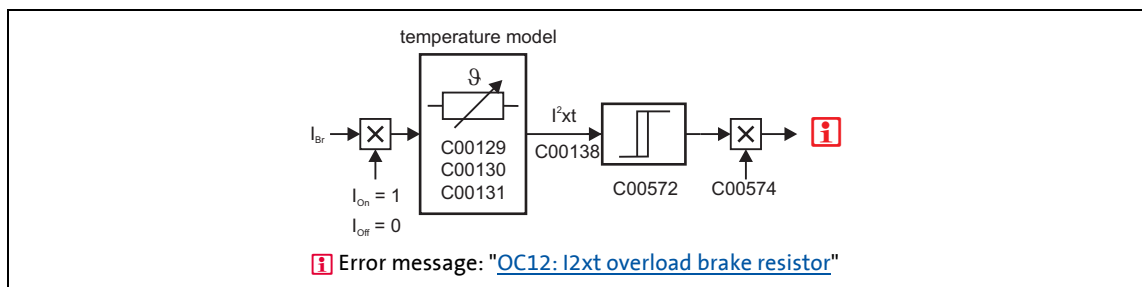 temperature model
ϑ
I²xt
I_Br
C00129
C00130
C00131
C00138
C00572
C00574
I_On = 1
I_Off = 0
i
i Error message: "OC12: I2xt overload brake resistor"